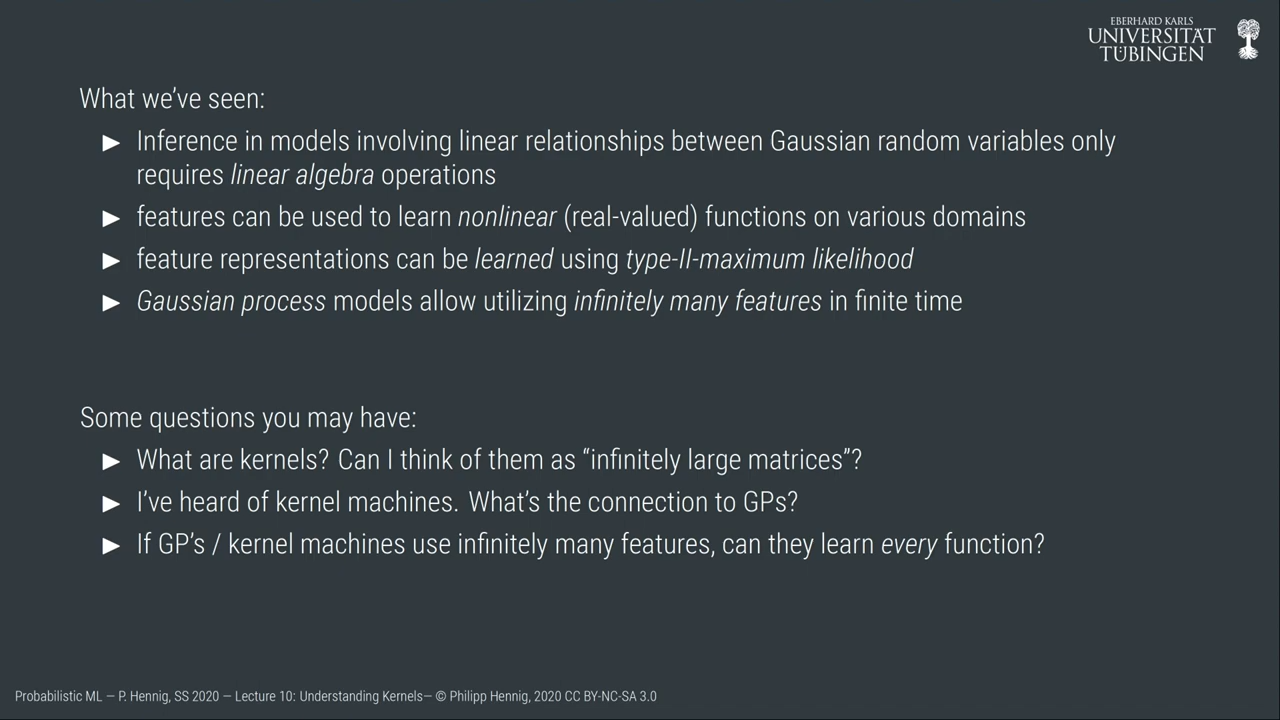 EBERHARD KARLS
UNIVERSITÄT
TÜBINGEN
What we've seen:
▶ Inference in models involving linear relationships between Gaussian random variables only
requires linear algebra operations
▶ features can be used to learn nonlinear (real-valued) functions on various domains
▶ feature representations can be learned using type-II-maximum likelihood
▶ Gaussian process models allow utilizing infinitely many features in finite time
Some questions you may have:
▶ What are kernels? Can I think of them as “infinitely large matrices”?
▶ I've heard of kernel machines. What's the connection to GPs?
▶ If GP's / kernel machines use infinitely many features, can they learn every function?
Probabilistic ML — P. Hennig, SS 2020 — Lecture 10: Understanding Kernels— © Philipp Hennig, 2020 CC BY-NC-SA 3.0